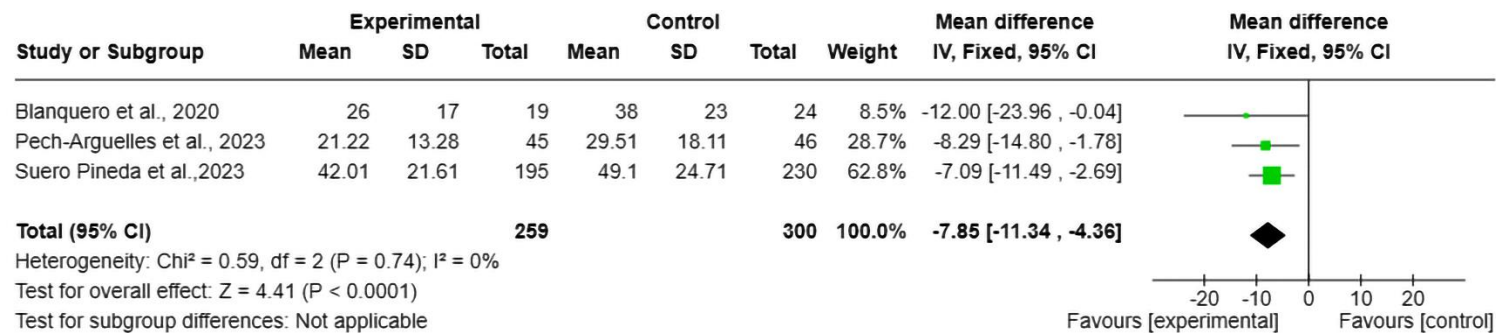 Experimental Control Mean difference Mean difference
Study or Subgroup Mean SD Total Mean SD Total Weight IV, Fixed, 95% CI IV, Fixed, 95% CI
Blanquero et al., 2020 26 17 19 38 23 24 8.5% -12.00 [-23.96 , -0.04]
Pech-Arguelles et al., 2023 21.22 13.28 45 29.51 18.11 46 28.7% -8.29 [-14.80 , -1.78]
Suero Pineda et al.,2023 42.01 21.61 195 49.1 24.71 230 62.8% -7.09 [-11.49 , -2.69]
Total (95% CI) 259 300 100.0% -7.85 [-11.34 , -4.36]
Heterogeneity: Chi² = 0.59, df = 2 (P = 0.74); I² = 0%
Test for overall effect: Z = 4.41 (P < 0.0001)
-20 -10 0 10 20
Test for subgroup differences: Not applicable Favours [experimental] Favours [control]